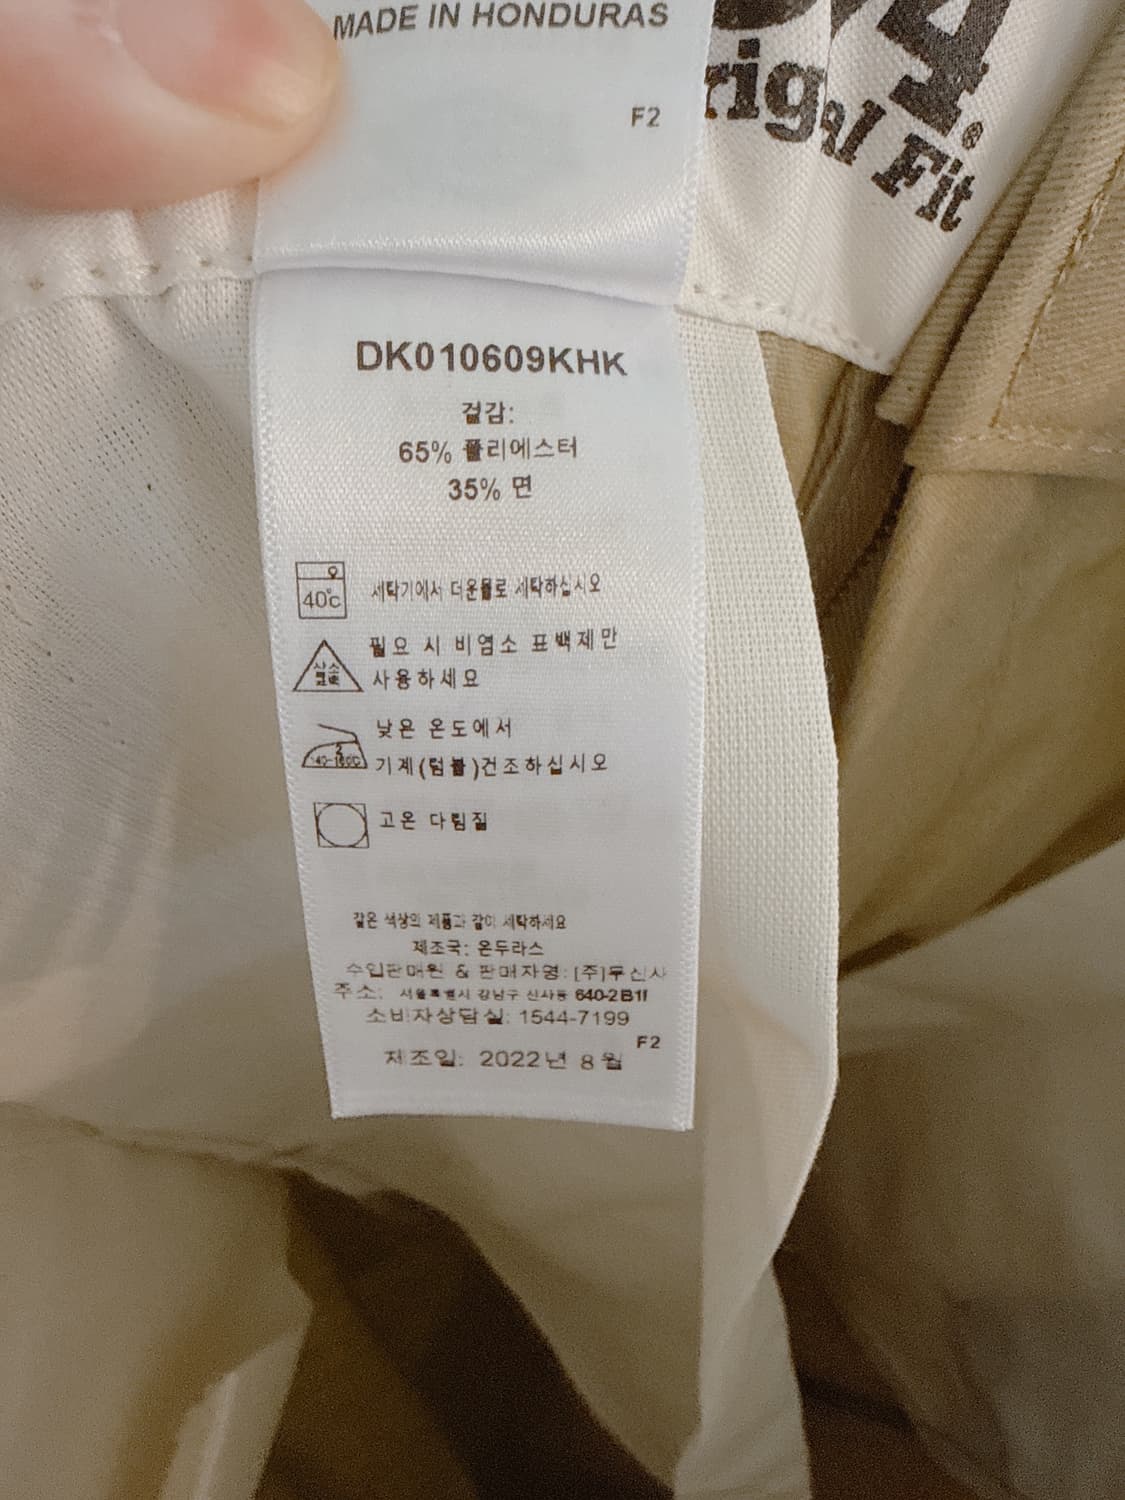 MADE IN HONDURAS
F2
Fit
DK010609KHK
겉감:
65% 폴리에스터
35% 면
40℃ 세탁기에서 더운물로 세탁하십시오
필요 시 비염소 표백제만
산소
표백
사용하세요
낮은 온도에서
2
140-160℃
기계(텀블)건조하십시오
고온 다림질
같은 색상의 제품과 같이 세탁하세요
제조국: 온두라스
수입판매원 & 판매자명: [주]무신사
주소: 서울특별시 강남구 신사동 640-2 B1f
소비자상담실: 1544-7199
F2
제조일: 2022년 8월